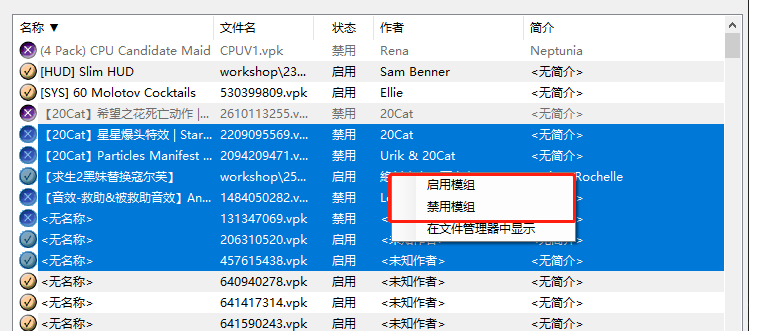 名称 ▼ 文件名 状态 作者 简介
(4 Pack) CPU Candidate Maid CPUV1.vpk 禁用 Rena Neptunia
[HUD] Slim HUD workshop\23... 启用 Sam Benner <无简介>
[SYS] 60 Molotov Cocktails 530399809.vpk 启用 Ellie <无简介>
【20Cat】希望之花死亡动作 |... 2610113255.v... 禁用 20Cat <无简介>
【20Cat】星星爆头特效 | Star... 2209095569.v... 禁用 20Cat <无简介>
【20Cat】Particles Manifest ... 2094209471.v... 禁用 Urik & 20Cat <无简介>
【求生2黑妹替换寇尔芙】 workshop\25... 启用 Rochelle
启用模组
【音效-救助&被救助音效】An... 1484050282.v... 禁用
禁用模组
<无名称> 131347069.vpk 禁用
在文件管理器中显示
<无名称> 206310520.vpk 启用 <未知作者> <无简介>
<无名称> 457615438.vpk 启用 <未知作者> <无简介>
<无名称> 640940278.vpk 启用 <未知作者> <无简介>
<无名称> 641417314.vpk 启用 <未知作者> <无简介>
<无名称> 641590243.vpk 启用 <未知作者> <无简介>